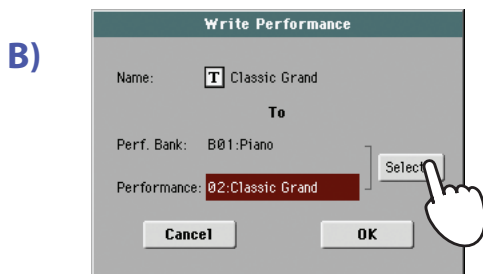 B)
Write Performance
Name: T Classic Grand
To
Perf. Bank: B01:Piano
Select
Performance: 02:Classic Grand
Cancel OK